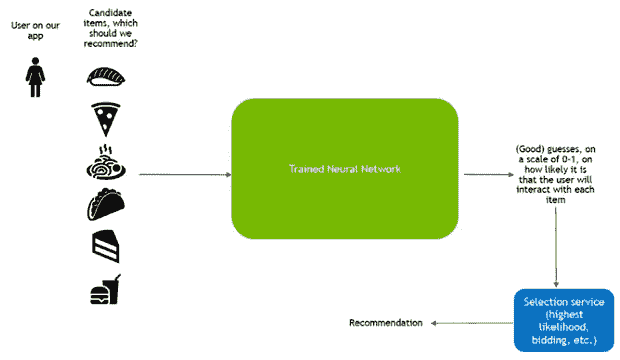 User on our
app
Candidate
items, which
should we
recommend?
Trained Neural Network
(Good) guesses, on
a scale of 0-1, on
how likely it is
that the user will
interact with each
item
Selection service
(highest
likelihood,
bidding, etc.)
Recommendation